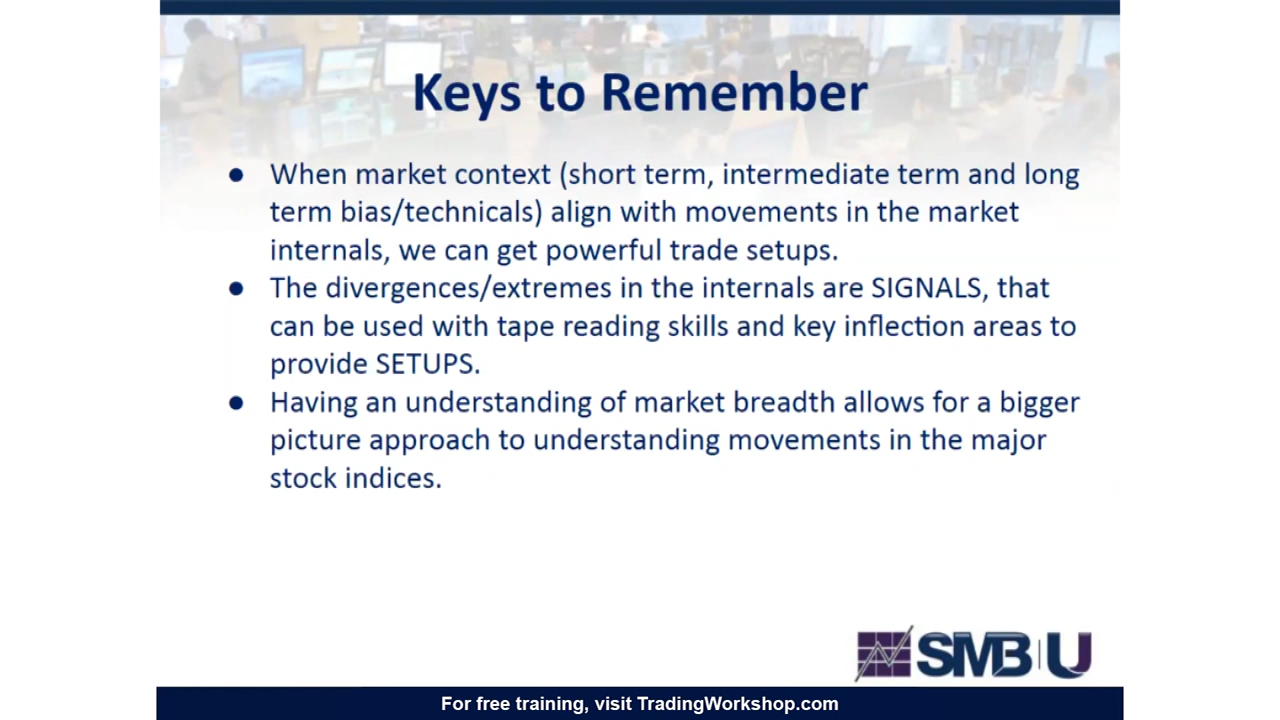 Keys to Remember
● When market context (short term, intermediate term and long
term bias/technicals) align with movements in the market
internals, we can get powerful trade setups.
● The divergences/extremes in the internals are SIGNALS, that
can be used with tape reading skills and key inflection areas to
provide SETUPS.
● Having an understanding of market breadth allows for a bigger
picture approach to understanding movements in the major
stock indices.
SMB U
For free training, visit TradingWorkshop.com